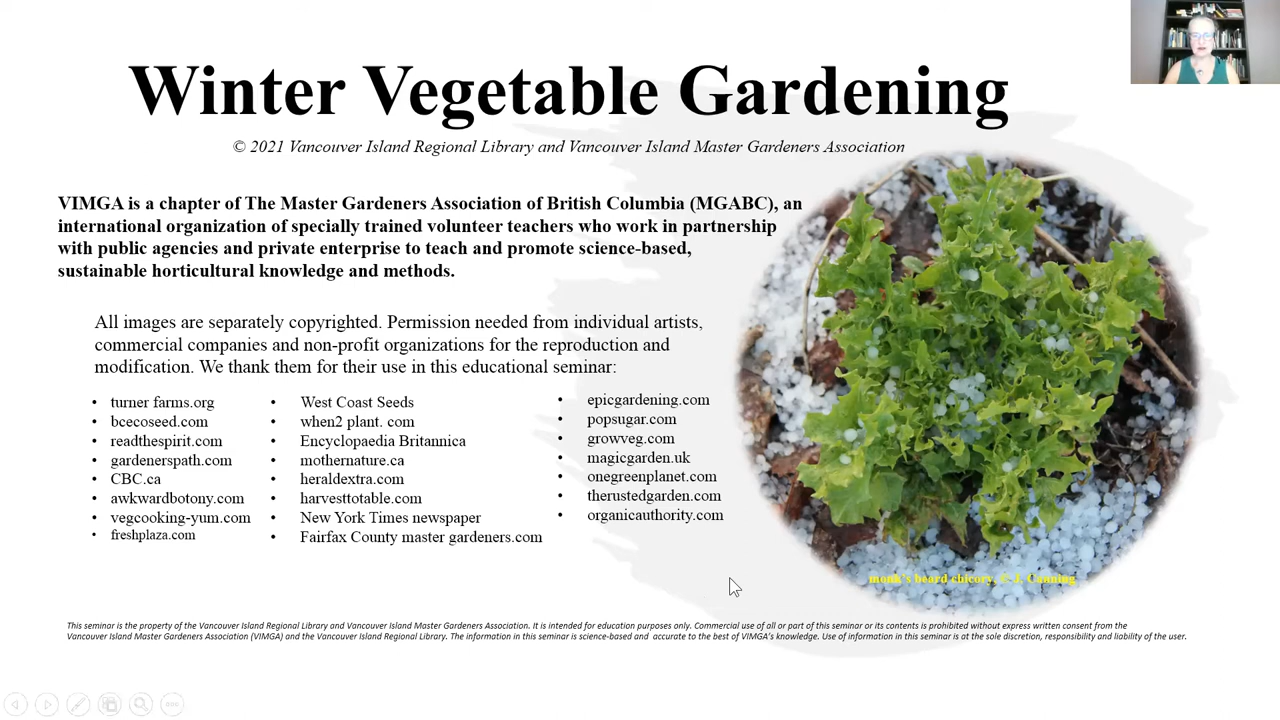 Winter Vegetable Gardening
© 2021 Vancouver Island Regional Library and Vancouver Island Master Gardeners Association
VIMGA is a chapter of The Master Gardeners Association of British Columbia (MGABC), an
international organization of specially trained volunteer teachers who work in partnership
with public agencies and private enterprise to teach and promote science-based,
sustainable horticultural knowledge and methods.
All images are separately copyrighted. Permission needed from individual artists,
commercial companies and non-profit organizations for the reproduction and
modification. We thank them for their use in this educational seminar:
• turner farms.org
• bcecoseed.com
• readthespirit.com
• gardenerspath.com
• CBC.ca
• awkwardbotony.com
• vegcooking-yum.com
• freshplaza.com
• West Coast Seeds
• when2 plant. com
• Encyclopaedia Britannica
• mothernature.ca
• heraldextra.com
• harvesttotable.com
• New York Times newspaper
• Fairfax County master gardeners.com
• epicgardening.com
• popsugar.com
• growveg.com
• magicgarden.uk
• onegreenplanet.com
• therustedgarden.com
• organicauthority.com
monk's beard chicory, © J. Canning
This seminar is the property of the Vancouver Island Regional Library and Vancouver Island Master Gardeners Association. It is intended for education purposes only. Commercial use of all or part of this seminar or its contents is prohibited without express written consent from the
Vancouver Island Master Gardeners Association (VIMGA) and the Vancouver Island Regional Library. The information in this seminar is science-based and accurate to the best of VIMGA's knowledge. Use of information in this seminar is at the sole discretion, responsibility and liability of the user.